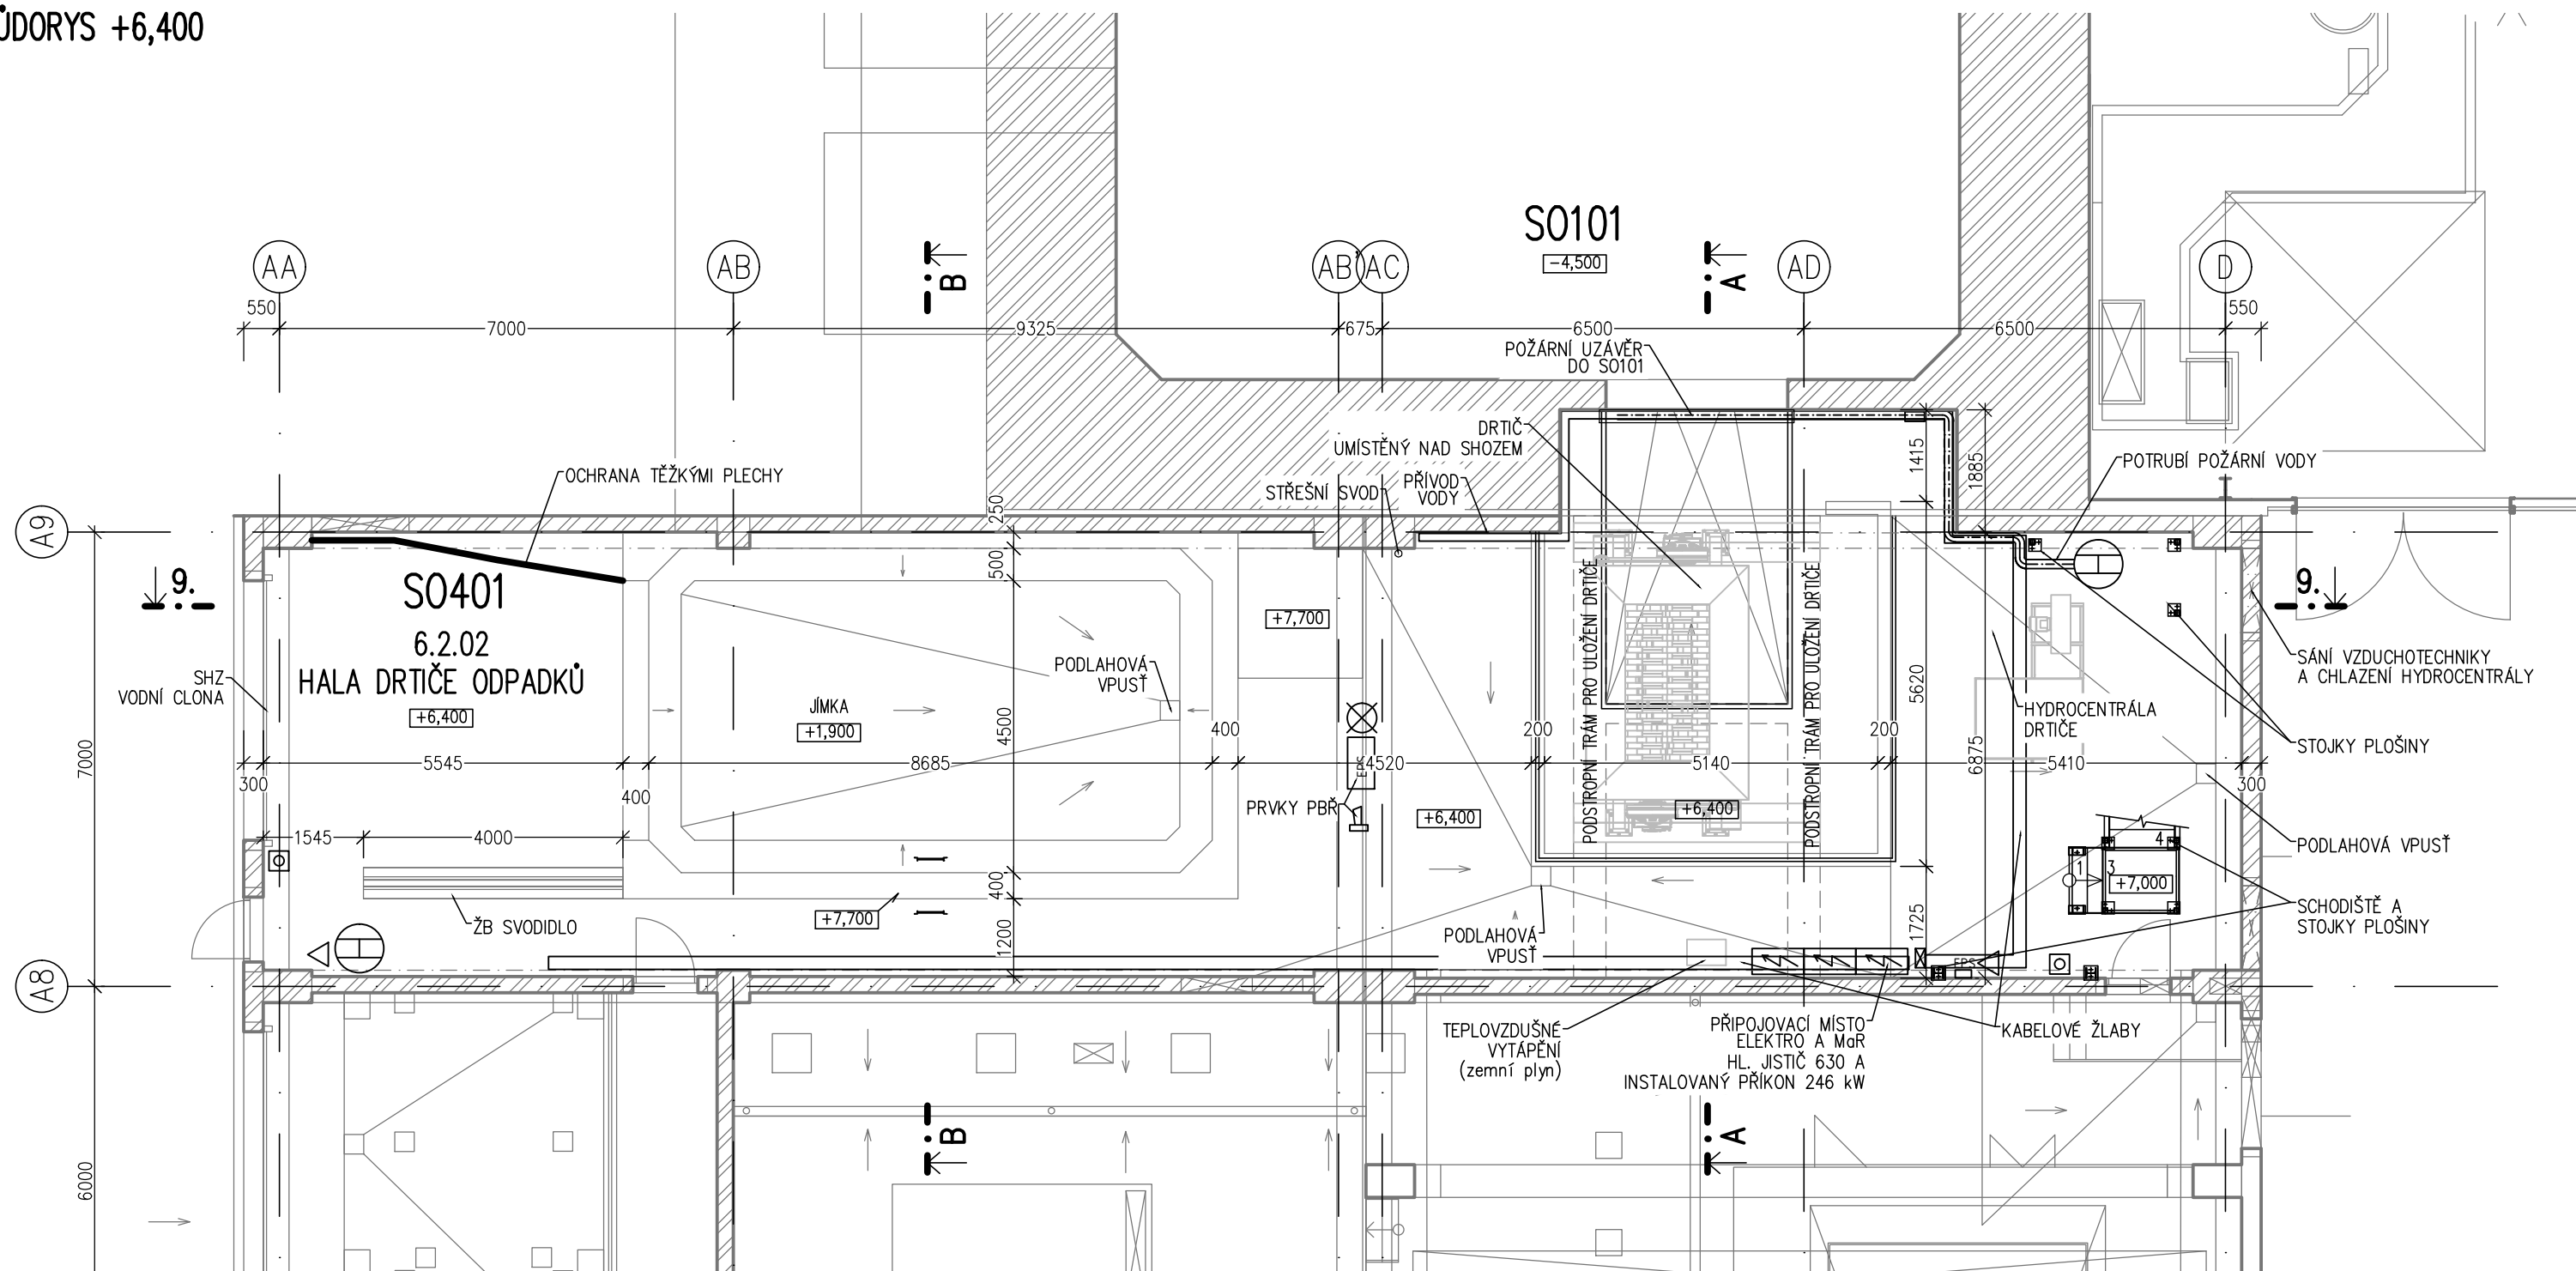 ŮDORYS +6,400
SO101
-4,500
AA
AB
AB'
AC
AD
D
B
A
550
7000
9325
675
6500
6500
550
POŽÁRNÍ UZÁVĚR
DO SO101
DRTIČ
UMÍSTĚNÝ NAD SHOZEM
1415
1885
POTRUBÍ POŽÁRNÍ VODY
OCHRANA TĚŽKÝMI PLECHY
STŘEŠNÍ SVOD
PŘÍVOD
VODY
250
A9
500
9.
9.
SO401
6.2.02
HALA DRTIČE ODPADKŮ
+6,400
SHZ
VODNÍ CLONA
JÍMKA
+1,900
PODLAHOVÁ
VPUSŤ
+7,700
PODSTROPNÍ TRÁM PRO ULOŽENÍ DRTIČE
PODSTROPNÍ TRÁM PRO ULOŽENÍ DRTIČE
SÁNÍ VZDUCHOTECHNIKY
A CHLAZENÍ HYDROCENTRÁLY
HYDROCENTRÁLA
DRTIČE
STOJKY PLOŠINY
4500
5620
6875
7000
400
200
200
300
5545
400
8685
4520
5140
5410
300
EPS
PRVKY PBŘ
+6,400
+6,400
1545
4000
PODLAHOVÁ VPUSŤ
4
1
3
+7,000
400
+7,700
ŽB SVODIDLO
1200
1725
PODLAHOVÁ
VPUSŤ
SCHODIŠTĚ A
STOJKY PLOŠINY
EPS
A8
TEPLOVZDUŠNÉ
VYTÁPĚNÍ
(zemní plyn)
PŘIPOJOVACÍ MÍSTO
ELEKTRO A MaR
HL. JISTIČ 630 A
INSTALOVANÝ PŘÍKON 246 kW
KABELOVÉ ŽLABY
B
A
6000